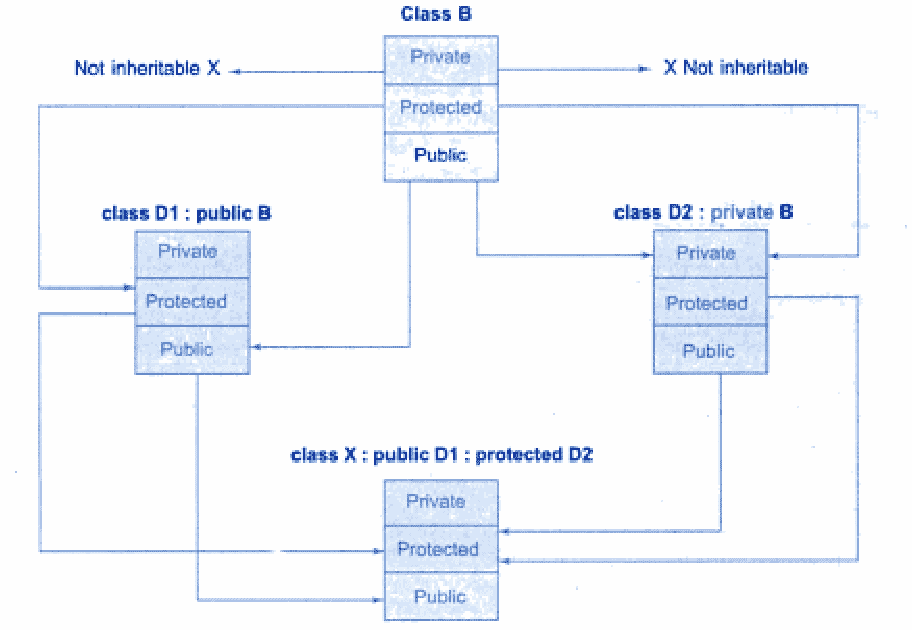 Class B
Private
Not inheritable X
X Not inheritable
Protected
Public
class D1 : public B
class D2 : private B
Private
Private
Protected
Protected
Public
Public
class X : public D1 : protected D2
Private
Protected
Public